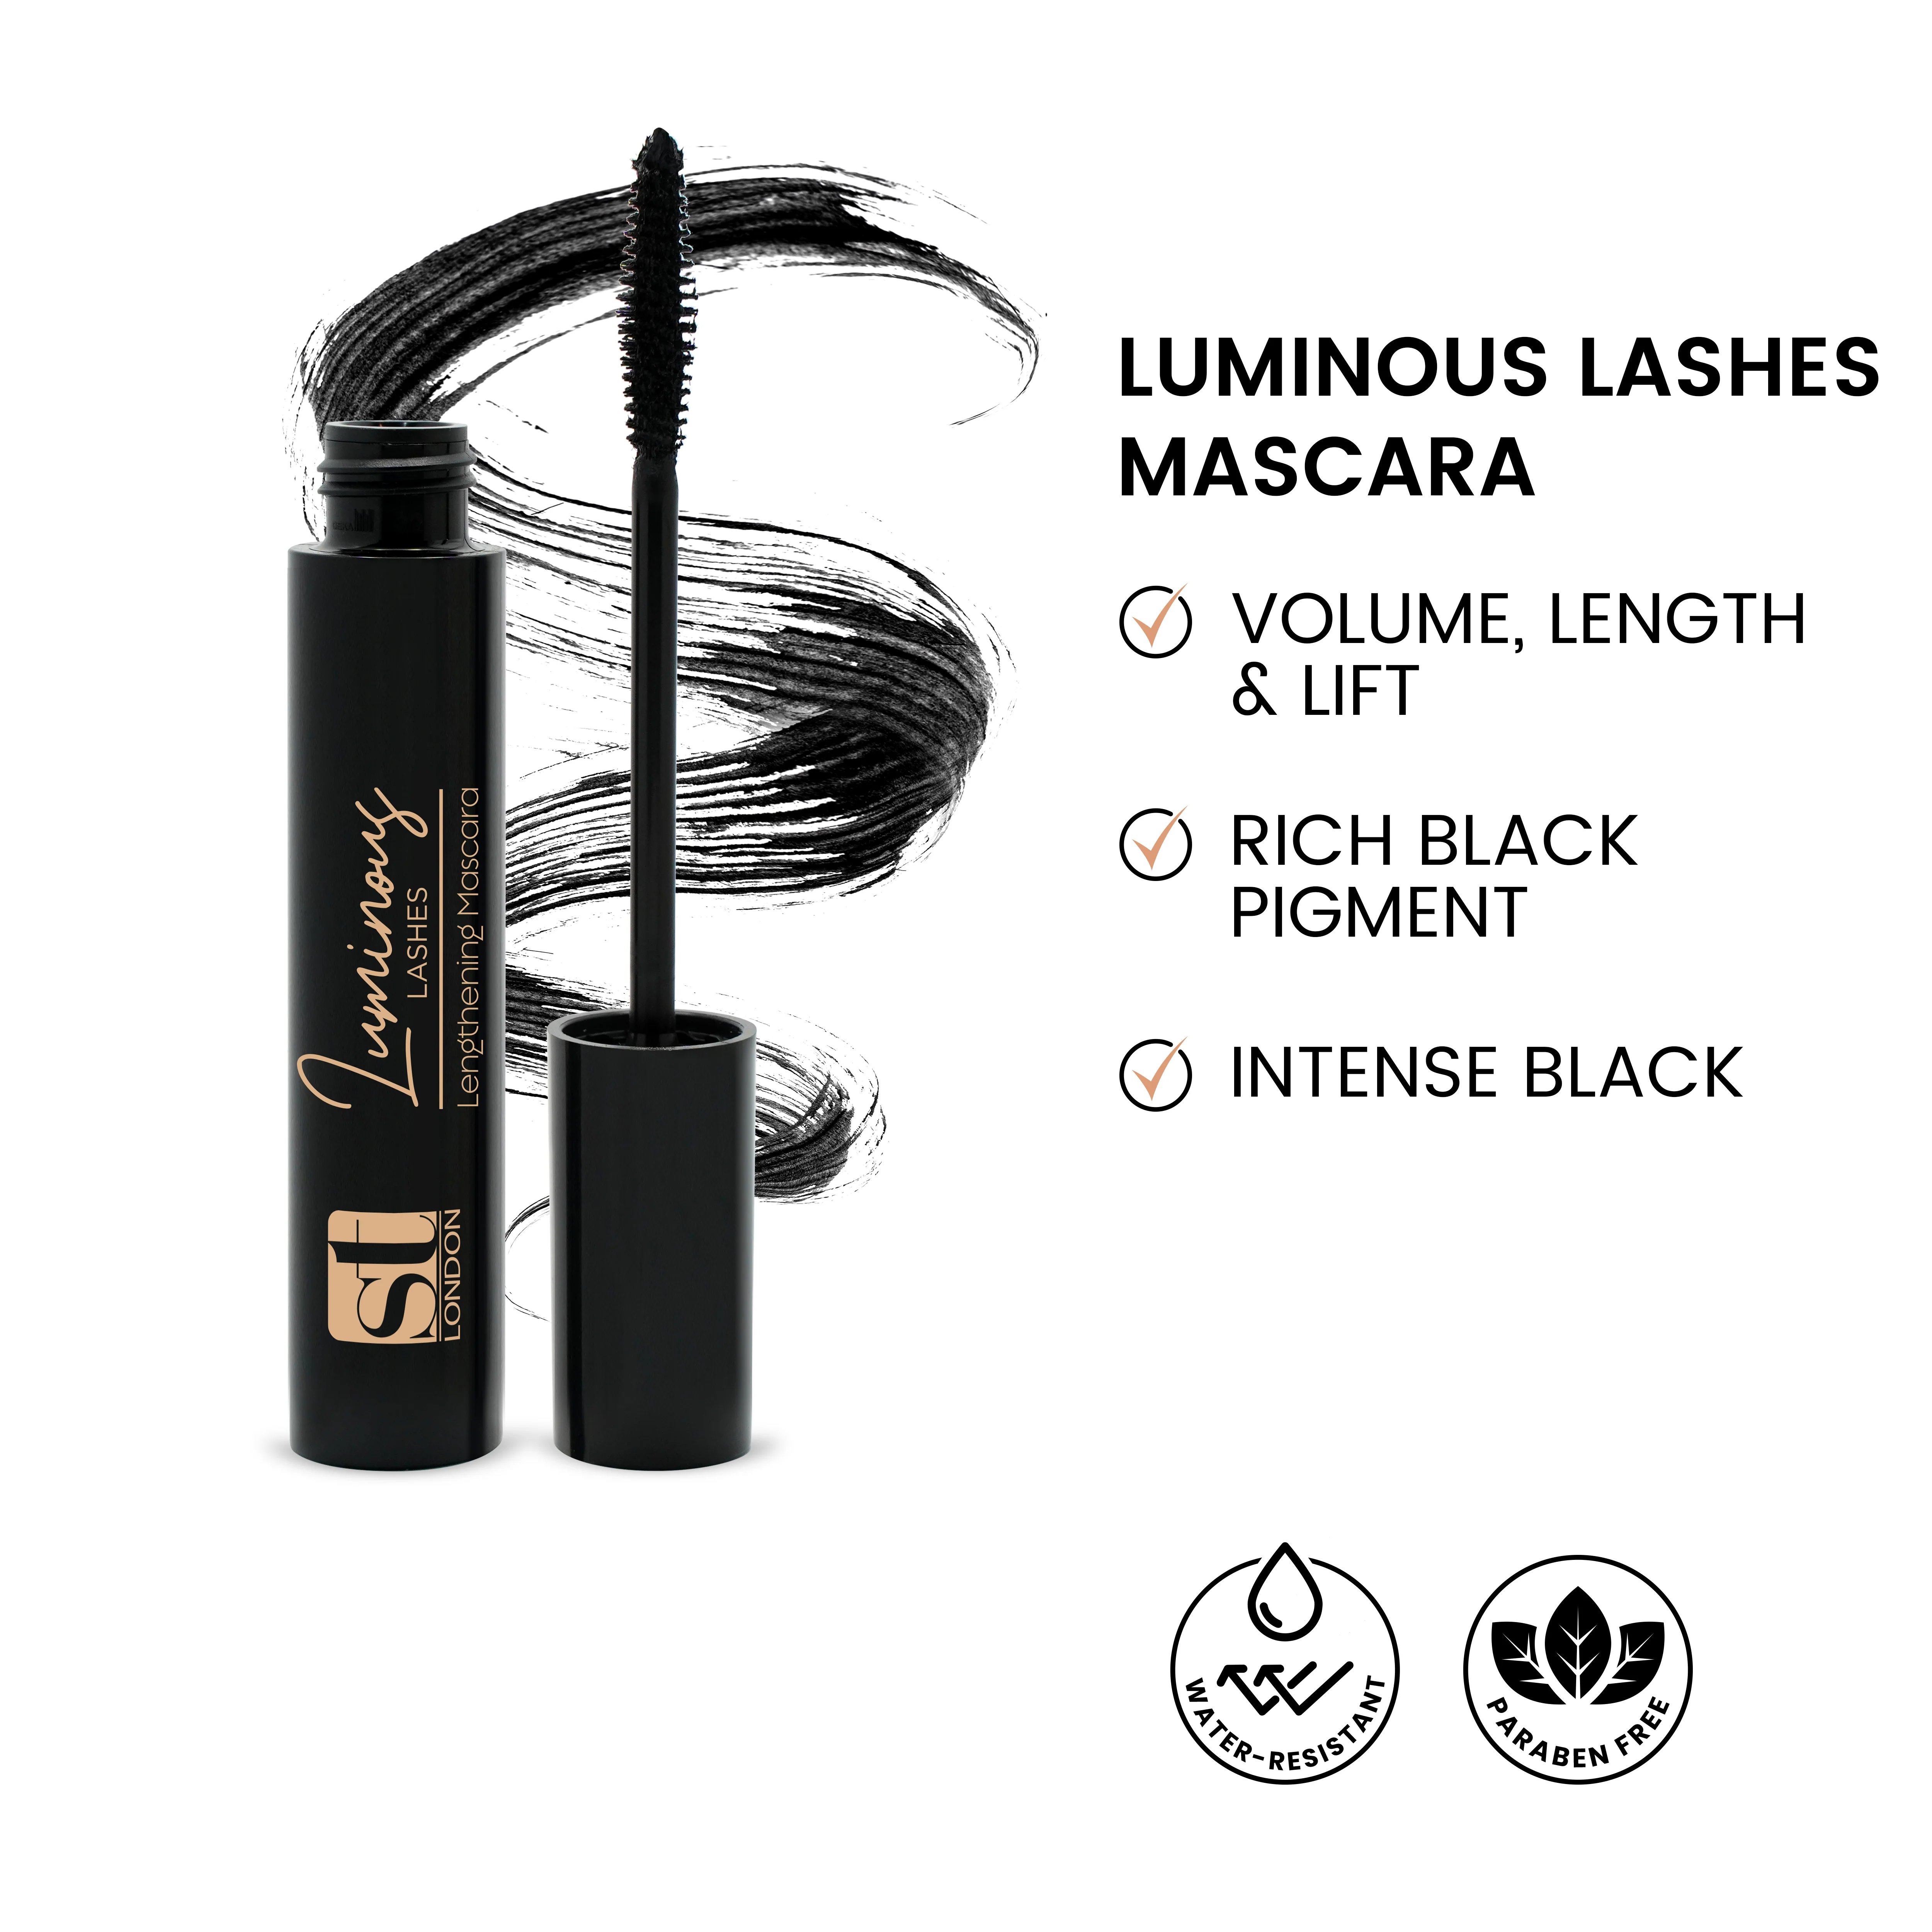 LUMINOUS LASHES
MASCARA
VOLUME, LENGTH
& LIFT
RICH BLACK
PIGMENT
INTENSE BLACK
Luminous
LASHES
Lengthening Mascara
st
LONDON
WATER-RESISTANT
PARABEN FREE